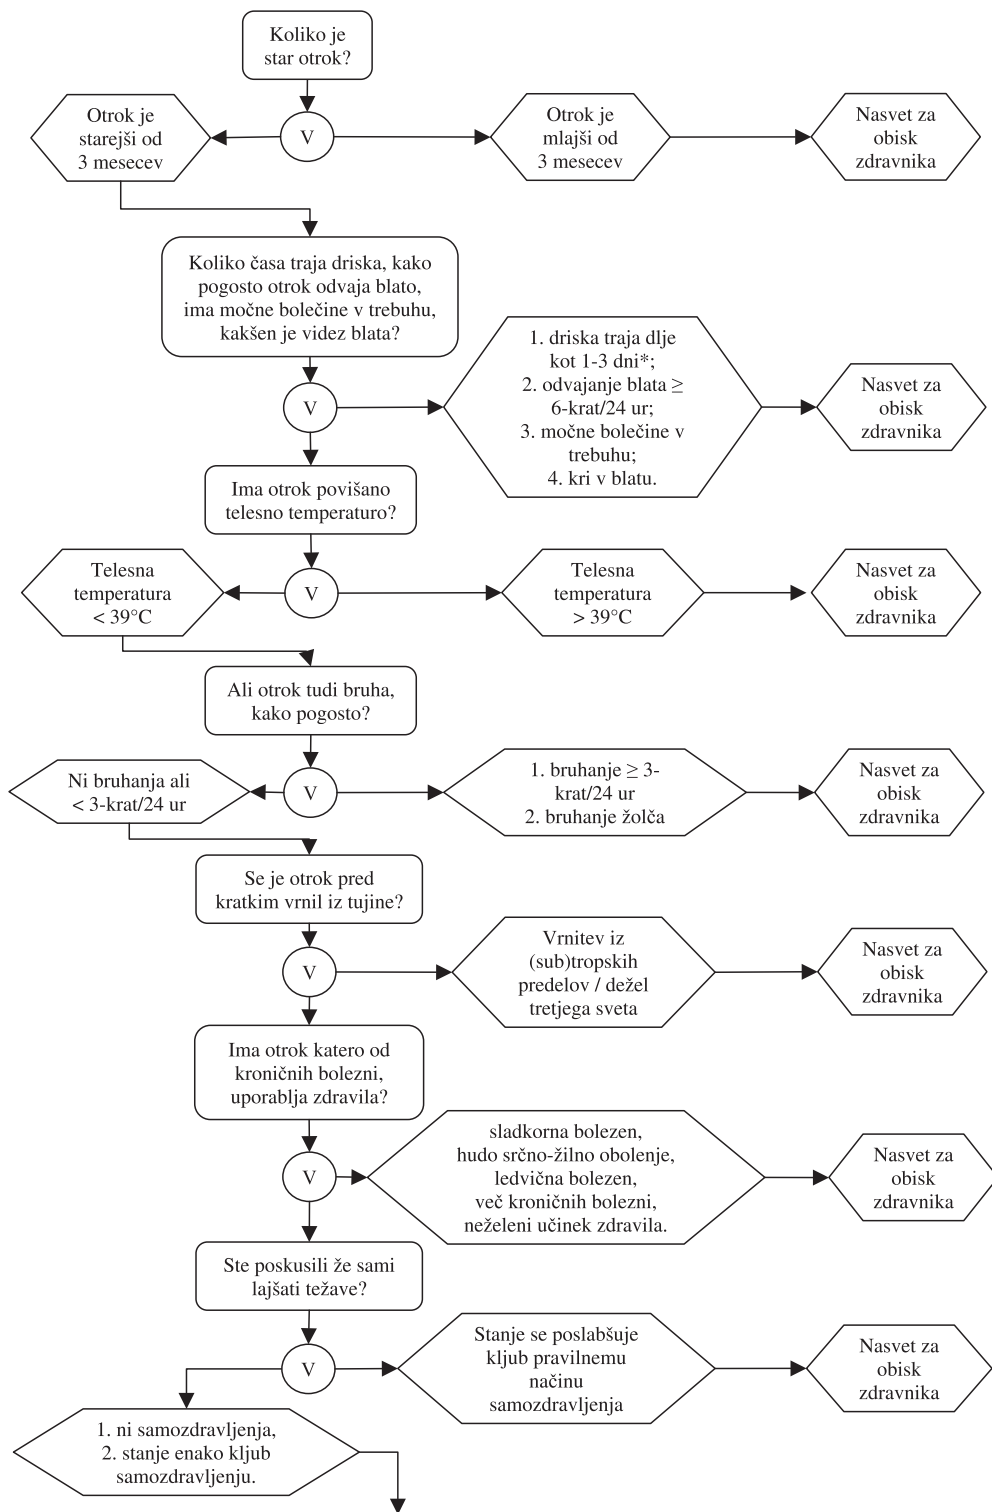 Koliko je
star otrok?
Otrok je
starejši od
3 mesecev
V
Otrok je
mlajši od
3 mesecev
Nasvet za
obisk
zdravnika
Koliko časa traja driska, kako
pogosto otrok odvaja blato,
ima močne bolečine v trebuhu,
kakšen je videz blata?
V
1. driska traja dlje
kot 1-3 dni*;
2. odvajanje blata ≥
6-krat/24 ur;
3. močne bolečine v
trebuhu;
4. kri v blatu.
Nasvet za
obisk
zdravnika
Ima otrok povišano
telesno temperaturo?
Telesna
temperatura
< 39°C
V
Telesna
temperatura
> 39°C
Nasvet za
obisk
zdravnika
Ali otrok tudi bruha,
kako pogosto?
Ni bruhanja ali
< 3-krat/24 ur
V
1. bruhanje ≥ 3-
krat/24 ur
2. bruhanje žolča
Nasvet za
obisk
zdravnika
Se je otrok pred
kratkim vrnil iz tujine?
V
Vrnitev iz
(sub)tropskih
predelov / dežel
tretjega sveta
Nasvet za
obisk
zdravnika
Ima otrok katero od
kroničnih bolezni,
uporablja zdravila?
V
sladkorna bolezen,
hudo srčno-žilno obolenje,
ledvična bolezen,
več kroničnih bolezni,
neželeni učinek zdravila.
Nasvet za
obisk
zdravnika
Ste poskusili že sami
lajšati težave?
V
Stanje se poslabšuje
kljub pravilnemu
načinu
samozdravljenja
Nasvet za
obisk
zdravnika
1. ni samozdravljenja,
2. stanje enako kljub
samozdravljenju.